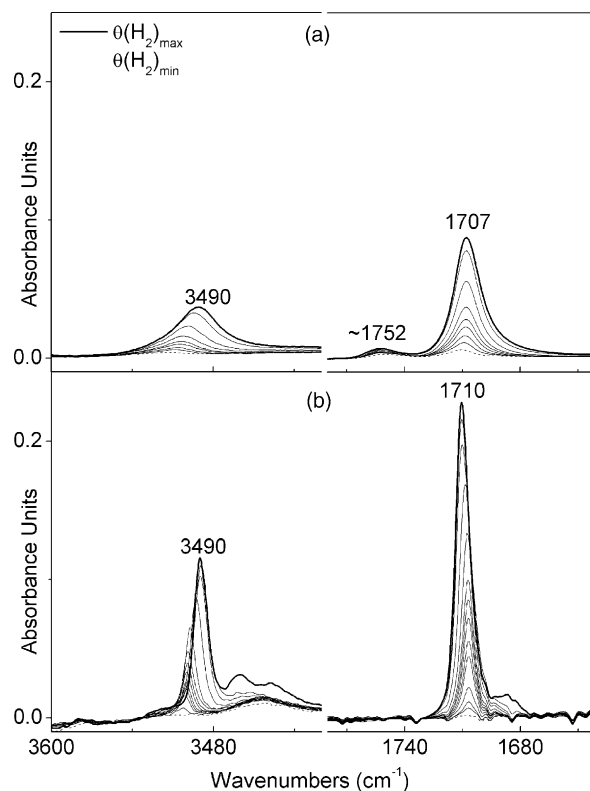 θ(H₂)max
θ(H₂)min
(a)
0.2
Absorbance Units
3490
1707
~1752
0.0
(b)
1710
0.2
Absorbance Units
3490
0.0
3600 3480 1740 1680
Wavenumbers (cm⁻¹)